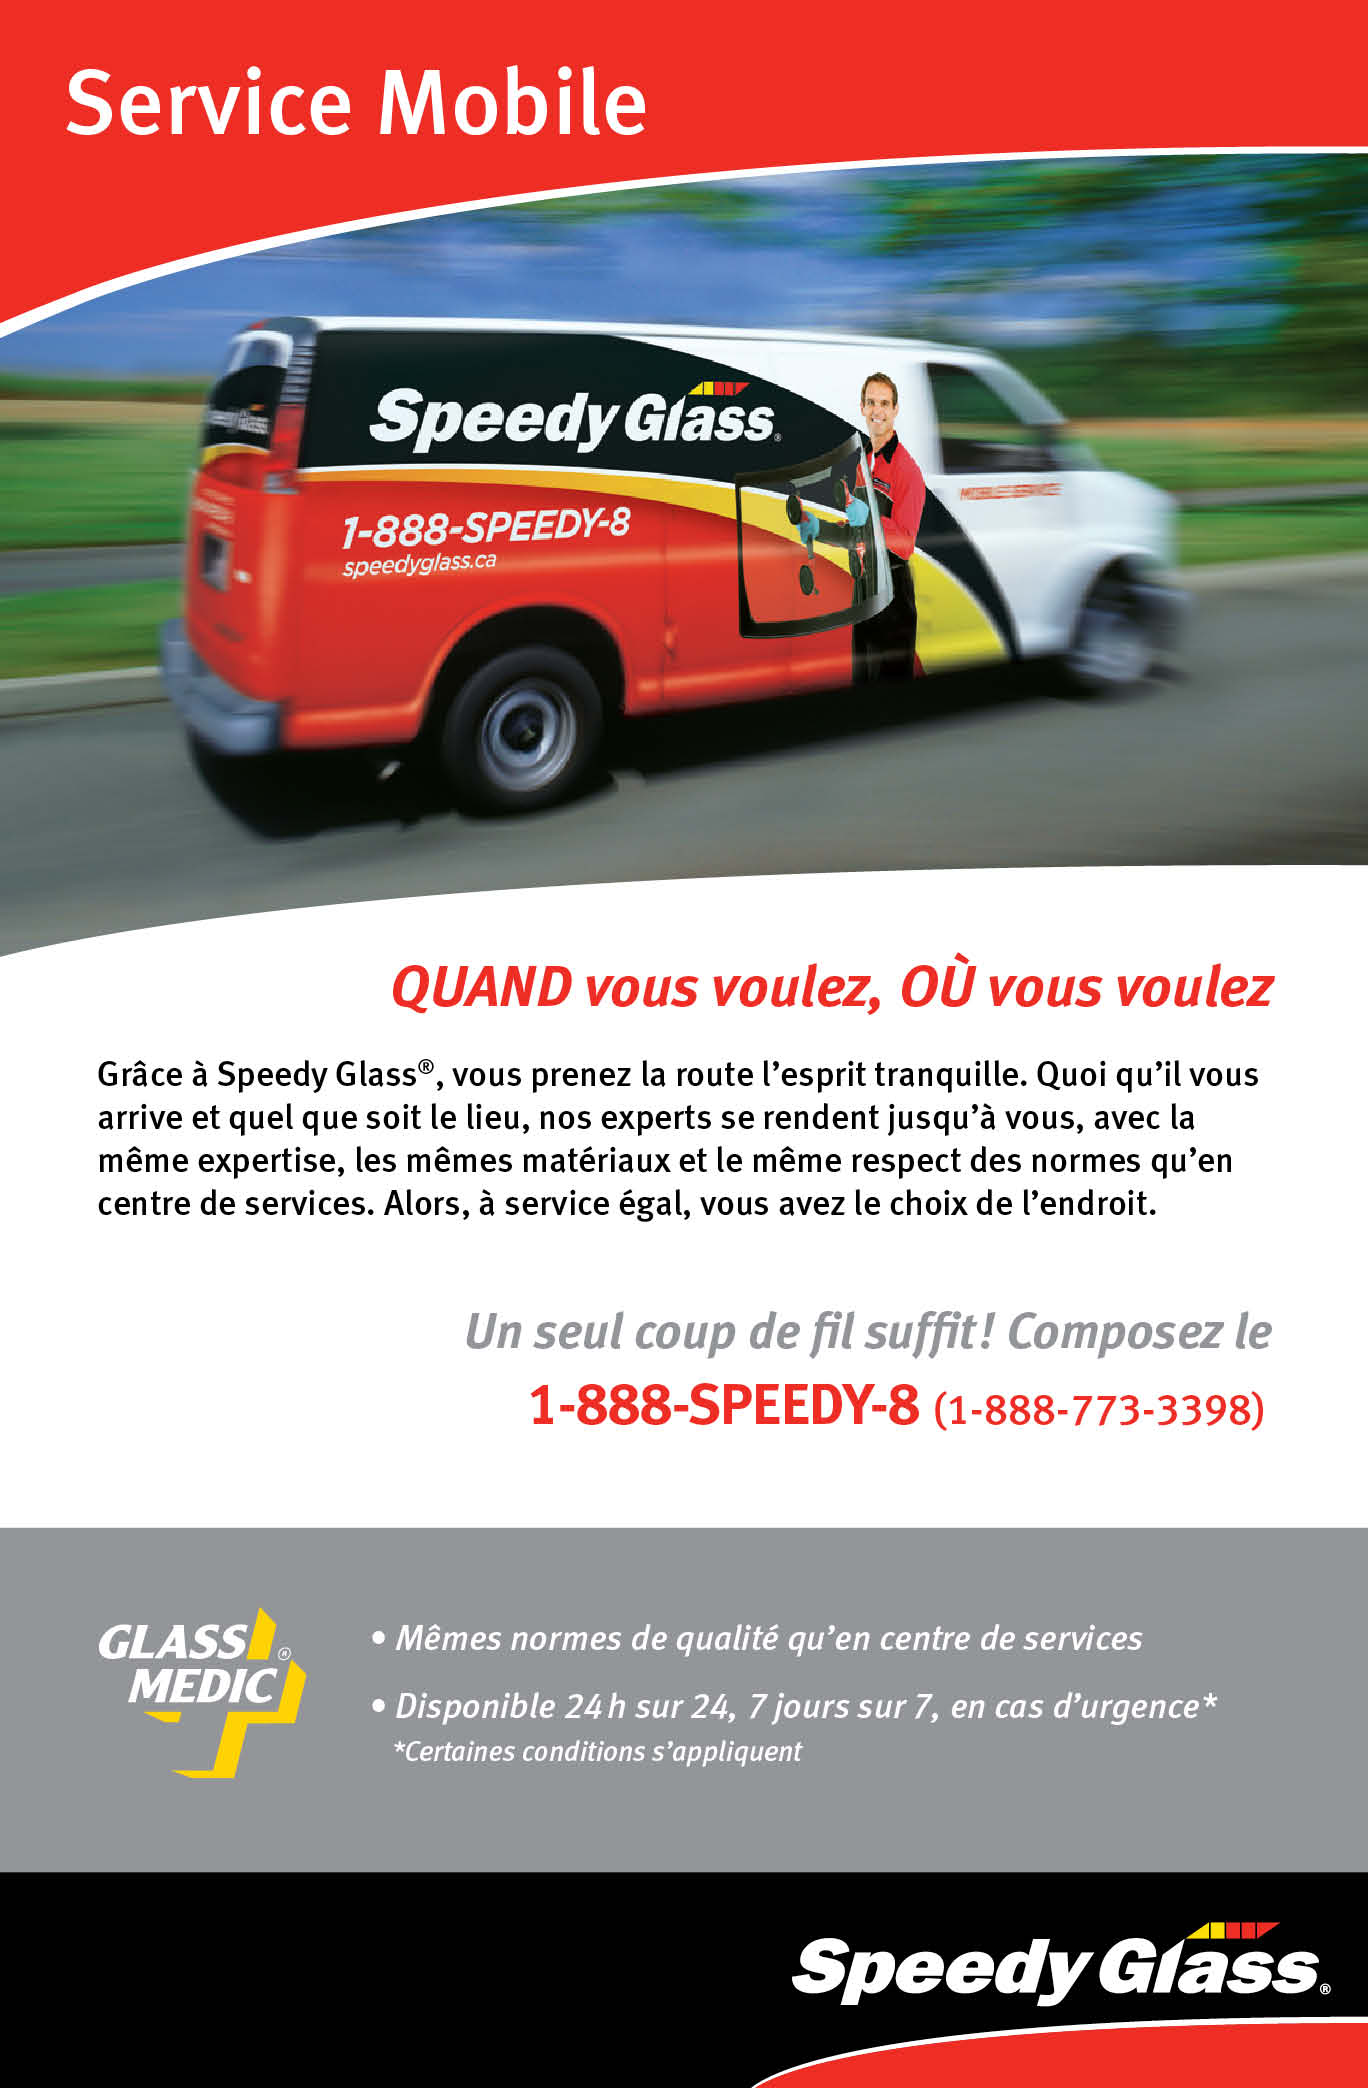 Service Mobile
Speedy Glass®
Speedy Glass
1-888-SPEEDY-8
speedyglass.ca
MOBILE SERVICE
QUAND vous voulez, OÙ vous voulez
Grâce à Speedy Glass®, vous prenez la route l’esprit tranquille. Quoi qu’il vous
arrive et quel que soit le lieu, nos experts se rendent jusqu’à vous, avec la
même expertise, les mêmes matériaux et le même respect des normes qu’en
centre de services. Alors, à service égal, vous avez le choix de l’endroit.
Un seul coup de fil suffit! Composez le
1-888-SPEEDY-8 (1-888-773-3398)
GLASS
MEDIC®
• Mêmes normes de qualité qu’en centre de services
• Disponible 24 h sur 24, 7 jours sur 7, en cas d’urgence*
*Certaines conditions s’appliquent
Speedy Glass®